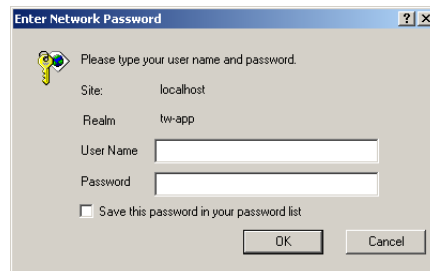 Enter Network Password
Please type your user name and password.
Site: localhost
Realm tw-app
User Name
Password
Save this password in your password list
OK Cancel